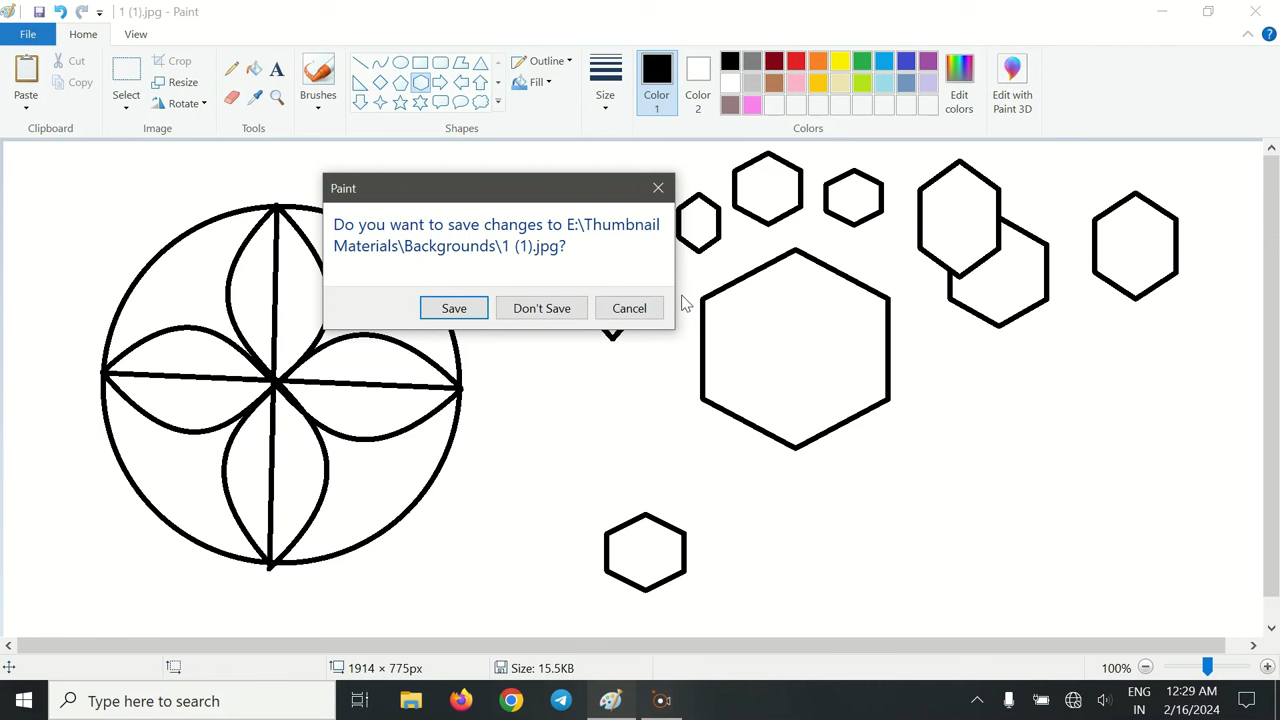 1 (1).jpg - Paint
File
Home
View
Paste
Cut
Copy
Clipboard
Select
Crop
Resize
Rotate
Image
Tools
Brushes
Shapes
Outline
Fill
Size
Color
1
Color
2
Edit
colors
Colors
Edit with
Paint 3D
Paint
Do you want to save changes to E:\Thumbnail
Materials\Backgrounds\1 (1).jpg?
Save
Don't Save
Cancel
1914 × 775px
Size: 15.5KB
100%
Type here to search
ENG
IN
12:29 AM
2/16/2024